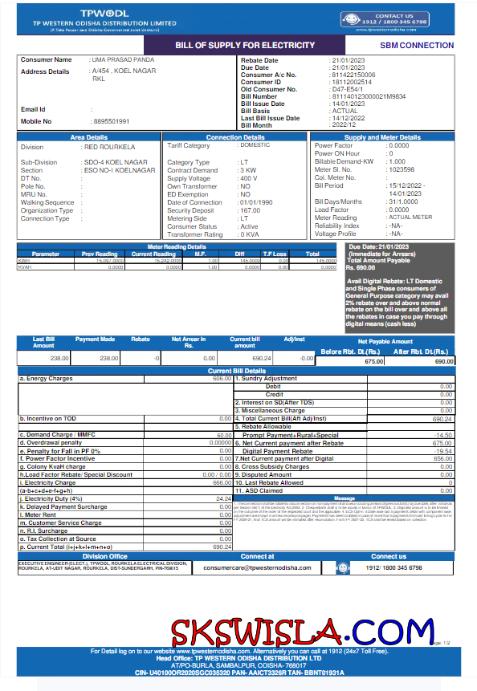 TPWODL
TP WESTERN ODISHA DISTRIBUTION LIMITED
(A Tata Power and Odisha Government Joint Venture)
CONTACT US
1912 / 1800 345 6798
www.tpwesternodisha.com
BILL OF SUPPLY FOR ELECTRICITY
SBM CONNECTION
Consumer Name : UMA PRASAD PANDA
Address Details : A/454 , KOEL NAGAR
RKL
Email Id :
Mobile No : 8895501991
Rebate Date : 21/01/2023
Due Date : 21/01/2023
Consumer A/c No. : 811422150006
Consumer ID : 18112002514
Old Consumer No. : D47-E54/1
Bill Number : 811140123000021M9834
Bill Issue Date : 14/01/2023
Bill Basis : ACTUAL
Last Bill Issue Date : 14/12/2022
Bill Month : 2022/12
Area Details
Division : RED ROURKELA
Sub-Division : SDO-4 KOEL NAGAR
Section : ESO NO-I KOELNAGAR
DT No. :
Pole No. :
MRU No. :
Walking Sequence :
Organization Type :
Connection Type :
Connection Details
Tariff Category : DOMESTIC
Category Type : LT
Contract Demand : 3 KW
Supply Voltage : 400 V
Own Transformer : NO
ED Exemption : NO
Date of Connection : 01/01/1990
Security Deposit : 167.00
Metering Side : LT
Consumer Status : Active
Transformer Rating : 0 KVA
Supply and Meter Details
Power Factor : 0.0000
Power ON Hour : 0
Billable Demand-KW : 1.000
Meter Sl. No. : 1023598
Col. Meter No. :
Bill Period : 15/12/2022 -
14/01/2023
Bill Days/Months : 31/1.0000
Load Factor : 0.0000
Meter Reading : ACTUAL METER
Reliability Index : -NA-
Voltage Profile : -NA-
Meter Reading Details
Parameter Prev Reading Current Reading M.F. Diff T.F Loss Total
KWH 1.00 145.0000 0.00 145.0000
KVAH 0.0000 0.0000 1.00 0.0000 0.00 0.0000
Due Date: 21/01/2023
(Immediate for Arrears)
Total Amount Payable
Rs. 690.00
Avail Digital Rebate: LT Domestic
and Single Phase consumers of
General Purpose category may avail
2% rebate over and above normal
rebate on the bill over and above all
the rebates in case you pay through
digital means (cash less)
Last Bill Amount Payment Made Rebate Net Arrear in Rs. Current bill amount Adj/Inst Net Payable Amount
Before Rbl. Dt.(Rs.) After Rbl. Dt.(Rs.)
238.00 238.00 -0 0.00 690.24 -0.00 675.00 690.00
Current Bill Details
a. Energy Charges 606.00
b. Incentive on TOD 0.00
c. Demand Charge / MMFC 60.00
d. Overdrawal penalty 0.00000
e. Penalty for Fall in PF 0% 0.00
f. Power Factor Incentive 0.00
g. Colony KvaH charge 0.00
h.Load Factor Rebate/ Special Discount 0.00 / 0.00
i. Electricity Charge 666.00
(a-b+c+d+e-f+g+h)
j. Electricity Duty (4%) 24.24
k. Delayed Payment Surcharge 0.00
l. Meter Rent 0.00
m. Customer Service Charge 0.00
n. R.I. Surcharge 0.00
o. Tax Collection at Source 0.00
p. Current Total (i+j+k+l+m+n+o) 690.24
1. Sundry Adjustment
Debit 0.00
Credit 0.00
2. Interest on SD(After TDS) 0.00
3. Miscellaneous Charge 0.00
4. Total Current Bill(Aft Adj/Inst) 690.24
5. Rebate Allowable
11 Prompt Payment+Rural+Special -14.50
6. Net Current payment after Rebate 675.00
Digital Payment Rebate -19.54
7.Net Current payment after Digital 656.00
8. Cross Subsidy Charges 0.00
9. Disputed Amount 0.00
10. Last Rebate Allowed 0
11. ASD Claimed 0.00
Message
Division Office
EXECUTIVE ENGINEER (ELECT.), TPWODL, ROURKELA ELECTRICAL DIVISION,
ROURKELA, AT-UDIT NAGAR, ROURKELA, DIST-SUNDERGARH, PIN-769015
Connect at
consumercare@tpwesternodisha.com
Connect us
1912/ 1800 345 6798
SKSWISLA.COM
Page: 1/2
For Detail log on to our website www.tpwesternodisha.com. Alternatively you can call at 1912 (24x7 Toll Free).
Head Office: TP WESTERN ODISHA DISTRIBUTION LTD
AT/PO-BURLA, SAMBALPUR, ODISHA-768017
CIN- U40109OR2020SGC035230 PAN- AAICT3326R TAN- BBNT01931A